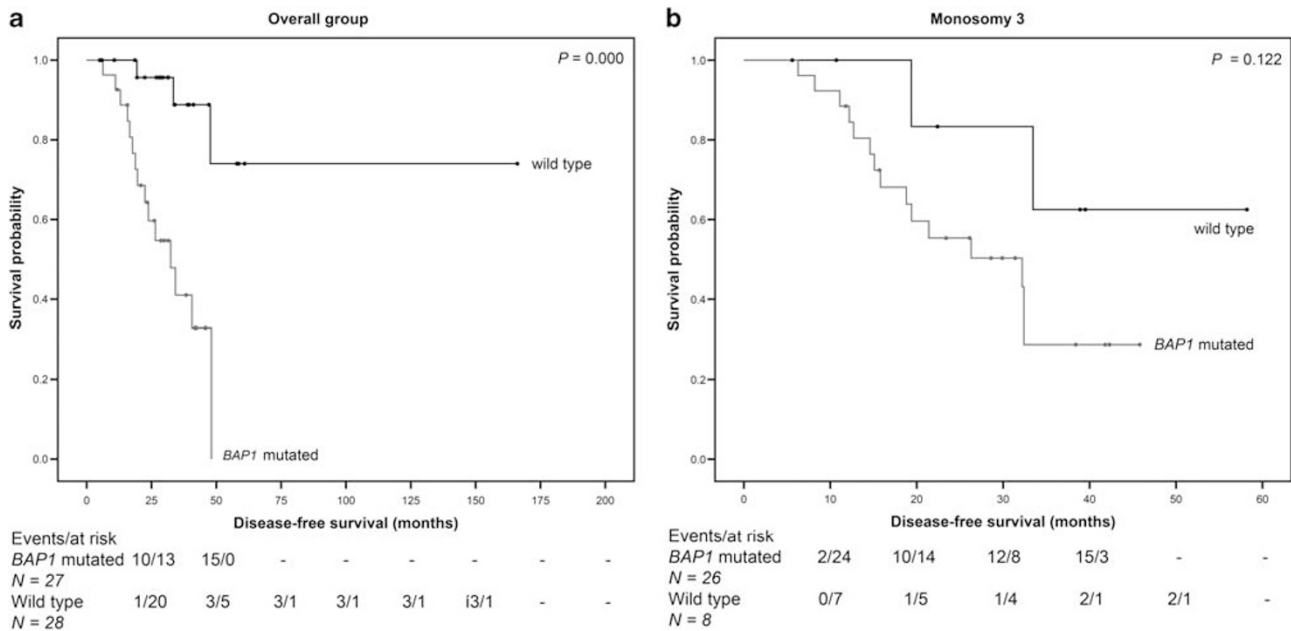 a
Overall group
P = 0.000
1.0
0.8
0.6
0.4
0.2
0.0
Survival probability
wild type
BAP1 mutated
0 25 50 75 100 125 150 175 200
Disease-free survival (months)
Events/at risk
BAP1 mutated 10/13 15/0 - - - - - -
N = 27
Wild type 1/20 3/5 3/1 3/1 3/1 i3/1 - -
N = 28
b
Monosomy 3
P = 0.122
1.0
0.8
0.6
0.4
0.2
0.0
Survival probability
wild type
BAP1 mutated
0 10 20 30 40 50 60
Disease-free survival (months)
Events/at risk
BAP1 mutated 2/24 10/14 12/8 15/3 - -
N = 26
Wild type 0/7 1/5 1/4 2/1 2/1 -
N = 8